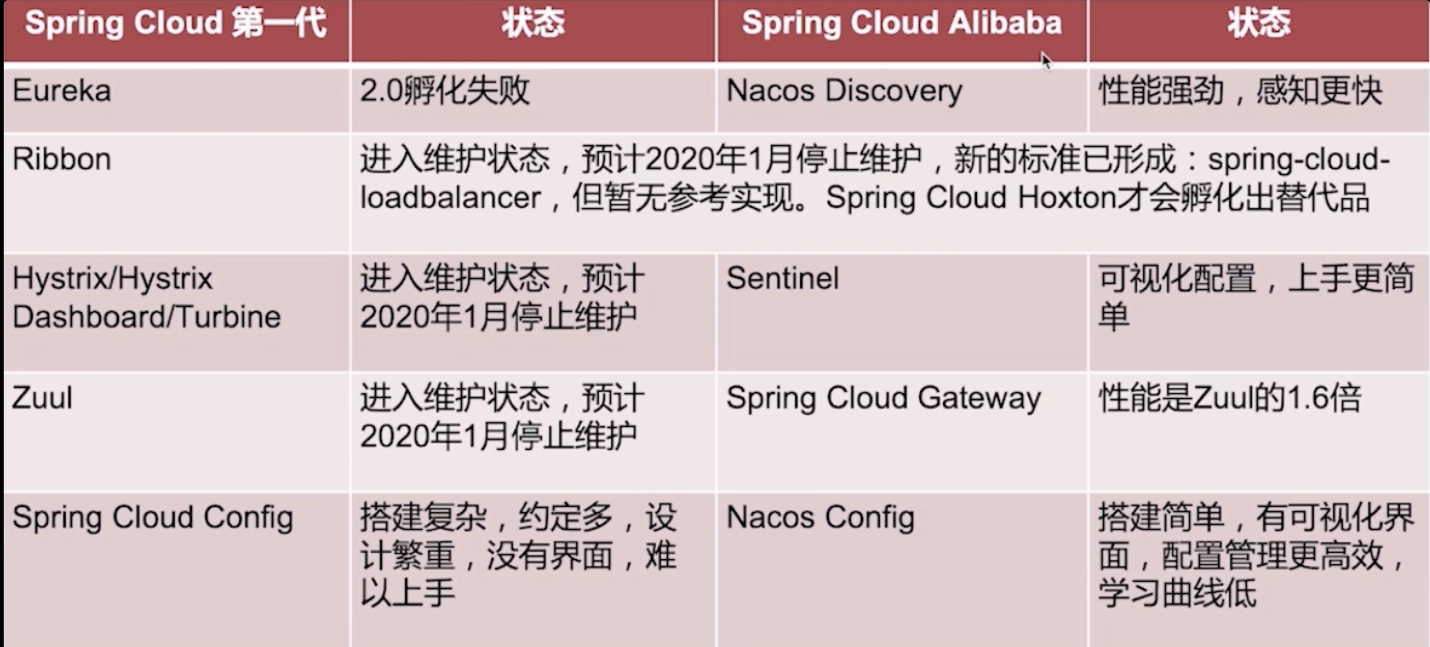 Spring Cloud 第一代
状态
Spring Cloud Alibaba
状态
Eureka
2.0孵化失败
Nacos Discovery
性能强劲，感知更快
Ribbon
进入维护状态，预计2020年1月停止维护，新的标准已形成：spring-cloud-
loadbalancer，但暂无参考实现。Spring Cloud Hoxton才会孵化出替代品
Hystrix/Hystrix
Dashboard/Turbine
进入维护状态，预计
2020年1月停止维护
Sentinel
可视化配置，上手更简
单
Zuul
进入维护状态，预计
2020年1月停止维护
Spring Cloud Gateway
性能是Zuul的1.6倍
Spring Cloud Config
搭建复杂，约定多，设
计繁重，没有界面，难
以上手
Nacos Config
搭建简单，有可视化界
面，配置管理更高效，
学习曲线低